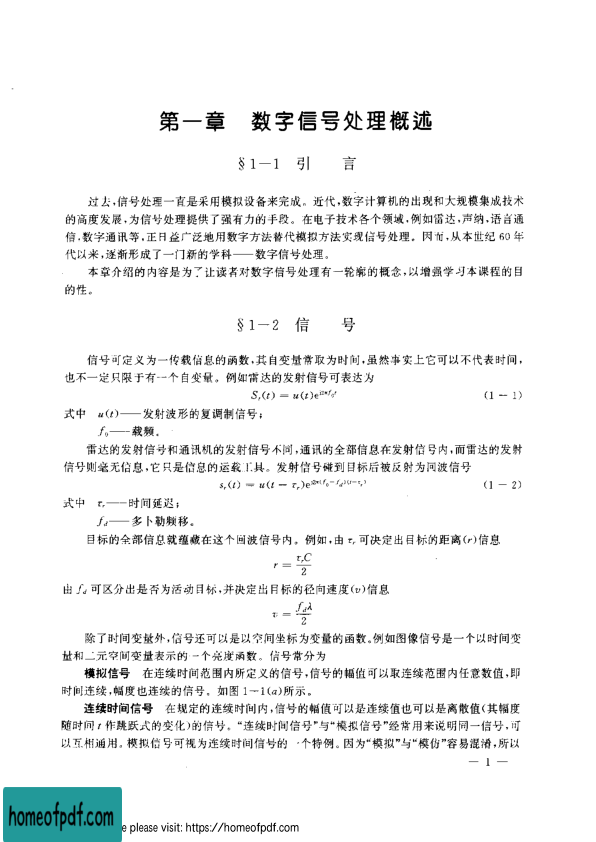 第一章 数字信号处理概述
§1－1 引 言
过去,信号处理一直是采用模拟设备来完成。近代,数字计算机的出现和大规模集成技术
的高度发展,为信号处理提供了强有力的手段。在电子技术各个领域,例如雷达,声纳,语言通
信,数字通讯等,正日益广泛地用数字方法替代模拟方法实现信号处理。因而,从本世纪60年
代以来,逐渐形成了一门新的学科——数字信号处理。
本章介绍的内容是为了让读者对数字信号处理有一轮廓的概念,以增强学习本课程的目
的性。
§1－2 信 号
信号可定义为一传载信息的函数,其自变量常取为时间,虽然事实上它可以不代表时间,
也不一定只限于有一个自变量。例如雷达的发射信号可表达为
(1－1)
式中 u(t)——发射波形的复调制信号;
f₀——载频。
雷达的发射信号和通讯机的发射信号不同,通讯的全部信息在发射信号内,而雷达的发射
信号则毫无信息,它只是信息的运载工具。发射信号碰到目标后被反射为回波信号
(1－2)
式中 τᵣ——时间延迟;
f_d——多卜勒频移。
目标的全部信息就蕴藏在这个回波信号内。例如,由 τᵣ 可决定出目标的距离(r)信息
r = τᵣC/2
由 f_d 可区分出是否为活动目标,并决定出目标的径向速度(v)信息
v = f_dλ/2
除了时间变量外,信号还可以是以空间坐标为变量的函数。例如图像信号是一个以时间变
量和二元空间变量表示的一个亮度函数。信号常分为
模拟信号 在连续时间范围内所定义的信号,信号的幅值可以取连续范围内任意数值,即
时间连续,幅度也连续的信号。如图1－1(a)所示。
连续时间信号 在规定的连续时间内,信号的幅值可以是连续值也可以是离散值(其幅度
随时间 t 作跳跃式的变化)的信号。“连续时间信号”与“模拟信号”经常用来说明同一信号,可
以互相通用。模拟信号可视为连续时间信号的一个特例。因为“模拟”与“模仿”容易混淆,所以
— 1 —
homeofpdf.com
e please visit: https://homeofpdf.com